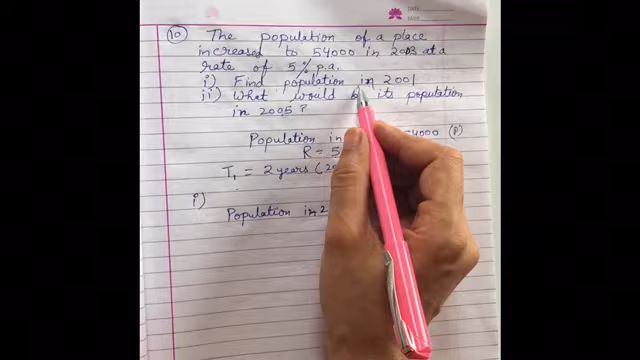 10) The population of a place
increased to 54000 in 2003 at a
rate of 5% p.a.
i) Find population in 2001
ii) What would its population
in 2005 ?
Population in 54000 (P)
R = 5
T₁ = 2 years (20
i)
Population in 2